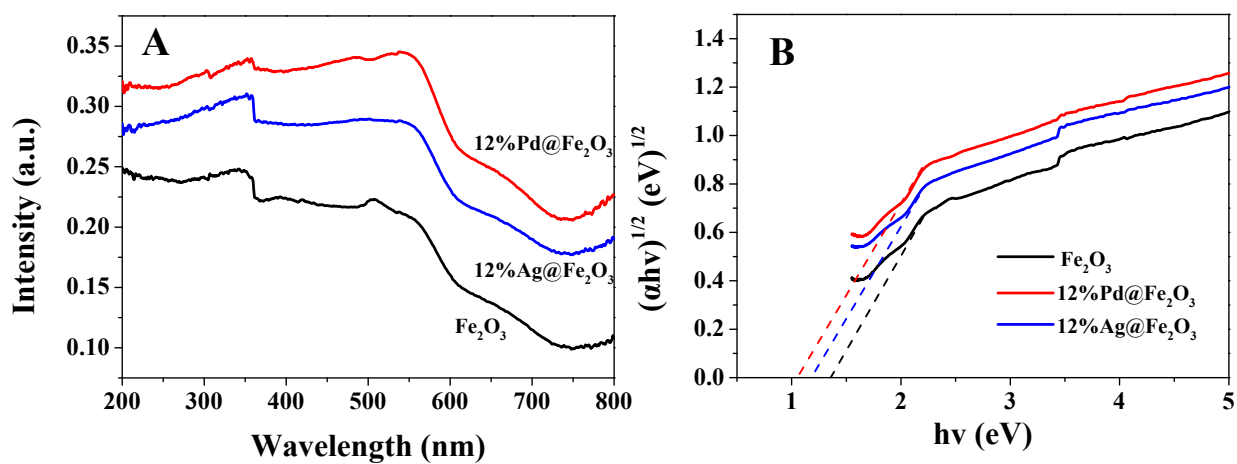 A
0.35
0.30
0.25
0.20
0.15
0.10
Intensity (a.u.)
12%Pd@Fe₂O₃
12%Ag@Fe₂O₃
Fe₂O₃
200 300 400 500 600 700 800
Wavelength (nm)
B
1.4
1.2
1.0
0.8
0.6
0.4
0.2
0.0
(αhν)^1/2 (eV)^1/2
Fe₂O₃
12%Pd@Fe₂O₃
12%Ag@Fe₂O₃
1 2 3 4 5
hν (eV)